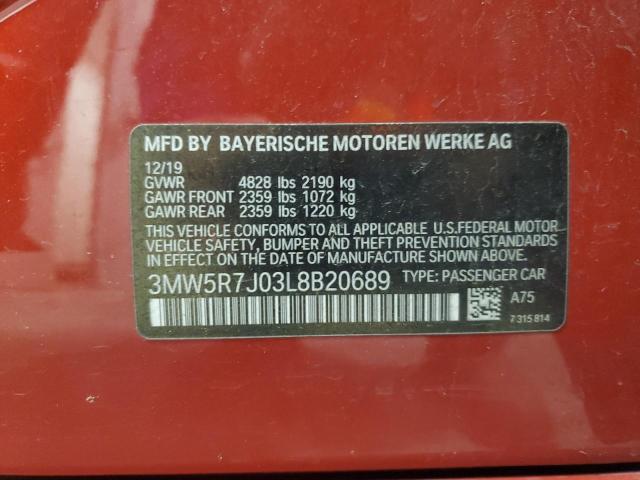 MFD BY BAYERISCHE MOTOREN WERKE AG
12/19
GVWR 4828 lbs 2190 kg
GAWR FRONT 2359 lbs 1072 kg
GAWR REAR 2359 lbs 1220 kg
THIS VEHICLE CONFORMS TO ALL APPLICABLE U.S.FEDERAL MOTOR
VEHICLE SAFETY, BUMPER AND THEFT PREVENTION STANDARDS
IN EFFECT ON THE DATE OF MANUFACTURE SHOWN ABOVE.
3MW5R7J03L8B20689 TYPE: PASSENGER CAR
A75
7 315 814